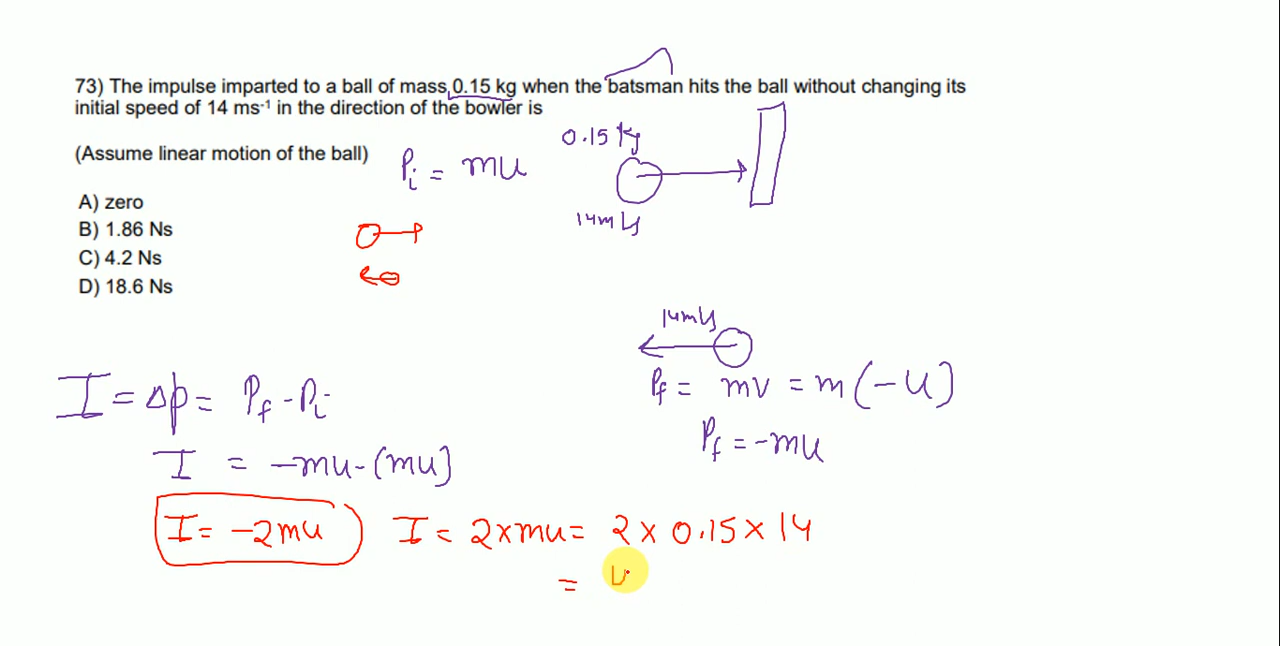 73) The impulse imparted to a ball of mass 0.15 kg when the batsman hits the ball without changing its
initial speed of 14 ms⁻¹ in the direction of the bowler is
(Assume linear motion of the ball)
Pi = mu
0.15 kg
14m/s
A) zero
B) 1.86 Ns
C) 4.2 Ns
D) 18.6 Ns
14m/s
Pf = mv = m(-u)
Pf = -mu
I = Δp = Pf - Pi
I = -mu-(mu)
I = -2mu
I = 2×mu = 2 × 0.15 × 14
=